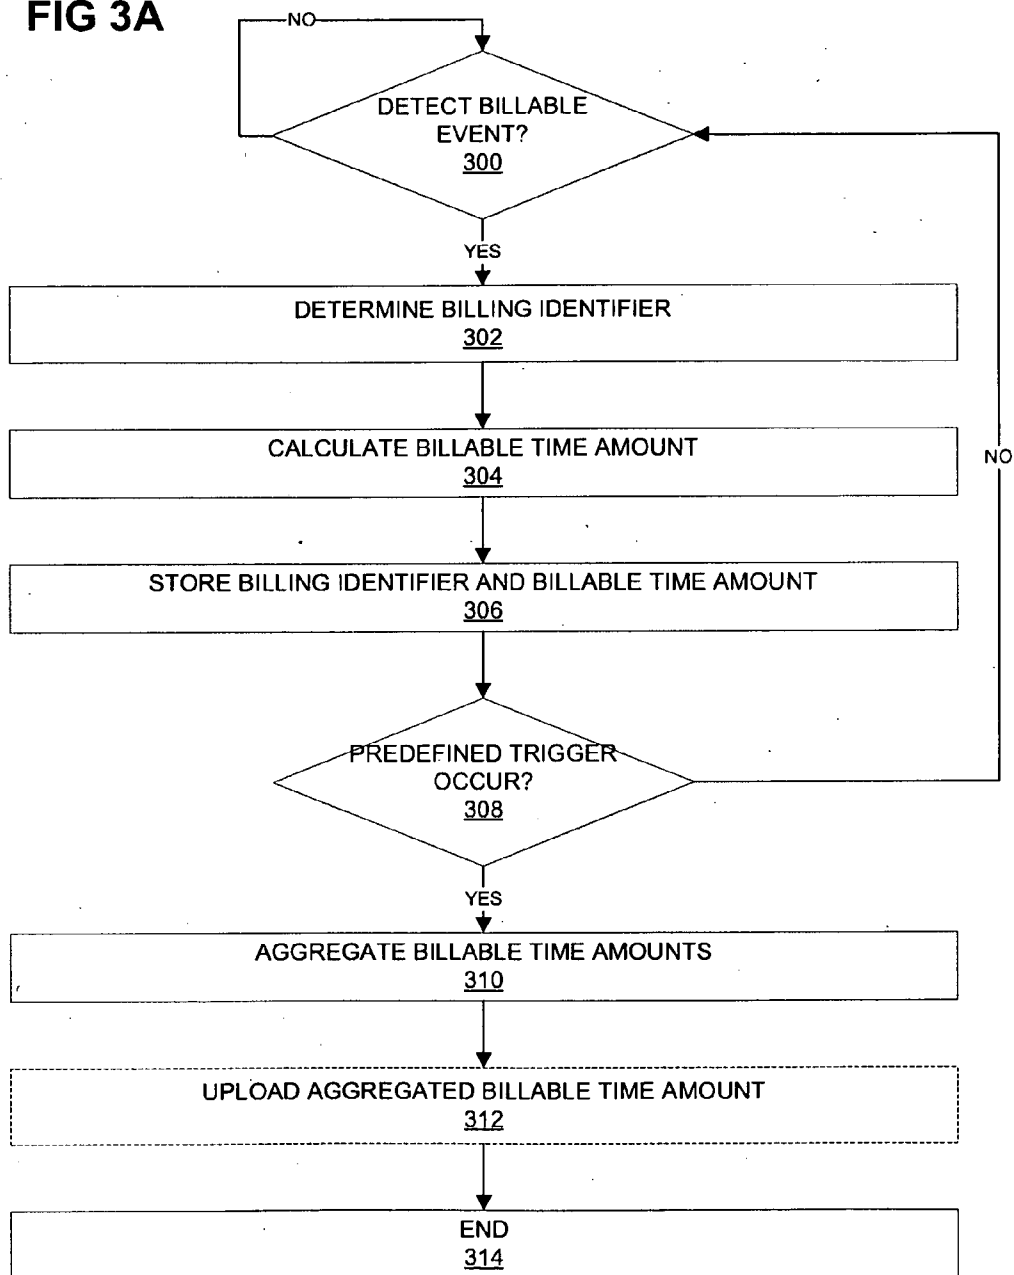 FIG 3A
NO
DETECT BILLABLE
EVENT?
300
YES
DETERMINE BILLING IDENTIFIER
302
CALCULATE BILLABLE TIME AMOUNT
304
NO
STORE BILLING IDENTIFIER AND BILLABLE TIME AMOUNT
306
PREDEFINED TRIGGER
OCCUR?
308
YES
AGGREGATE BILLABLE TIME AMOUNTS
310
UPLOAD AGGREGATED BILLABLE TIME AMOUNT
312
END
314